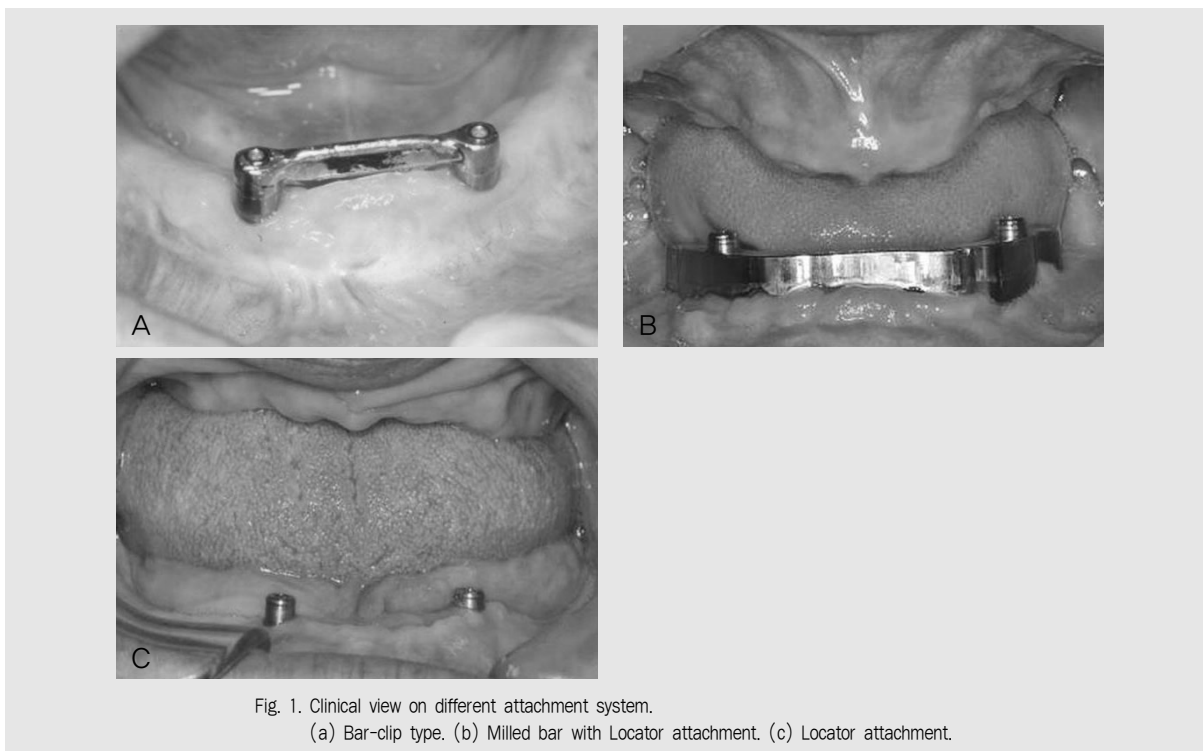 A
B
C
Fig. 1. Clinical view on different attachment system.
(a) Bar-clip type. (b) Milled bar with Locator attachment. (c) Locator attachment.